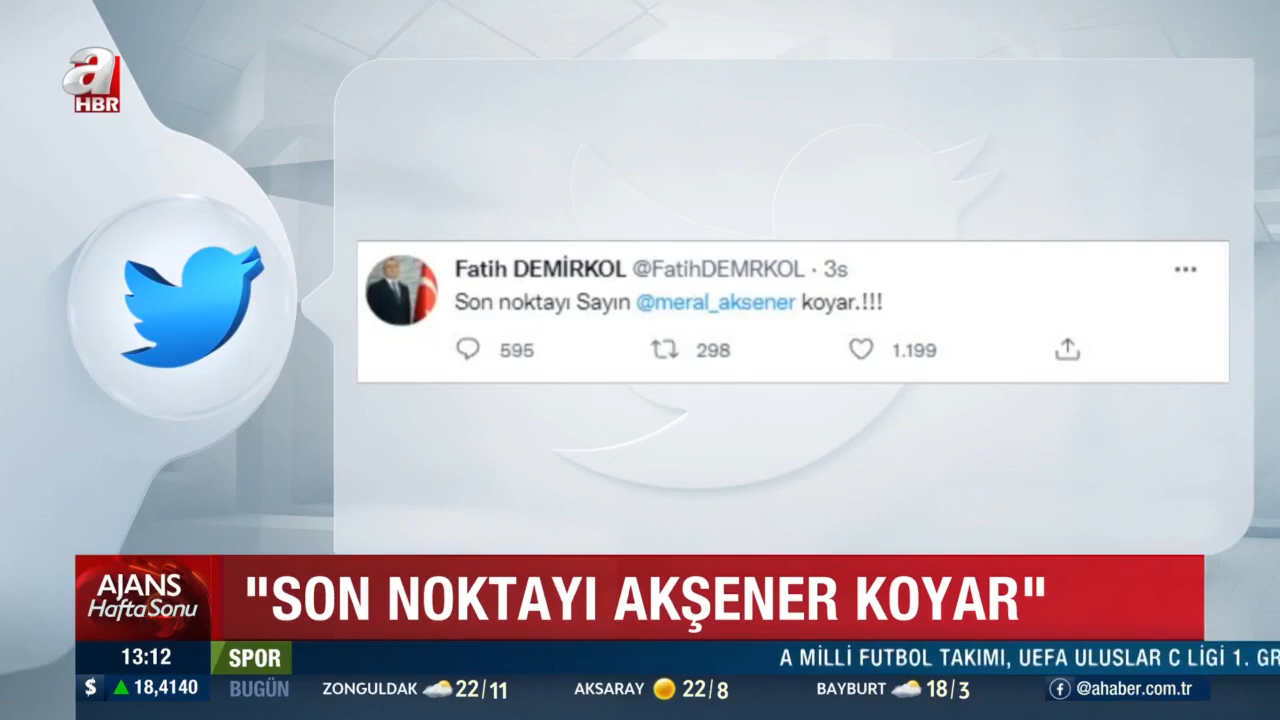 a
HBR
Fatih DEMİRKOL @FatihDEMRKOL · 3s
Son noktayı Sayın @meral_aksener koyar.!!!
595 298 1.199
AJANS
Hafta Sonu
"SON NOKTAYI AKŞENER KOYAR"
13:12 SPOR A MİLLİ FUTBOL TAKIMI, UEFA ULUSLAR C LİGİ 1. GR
$ 18,4140 BUGÜN ZONGULDAK 22/11 AKSARAY 22/8 BAYBURT 18/3 @ahaber.com.tr